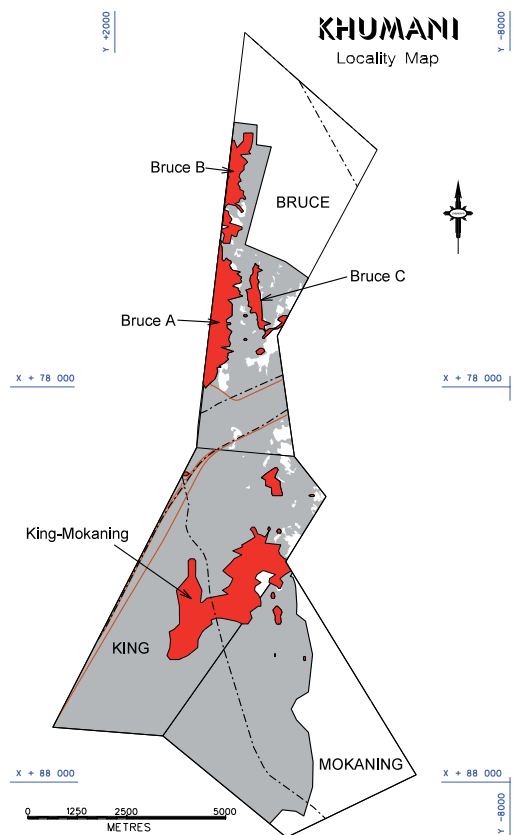 KHUMANI
Locality Map
Y +2000
Y -8000
Bruce B
BRUCE
Bruce C
Bruce A
X + 78 000
X + 78 000
King-Mokaning
KING
MOKANING
X + 88 000
X + 88 000
Y -8000
0 1250 2500 5000
METRES